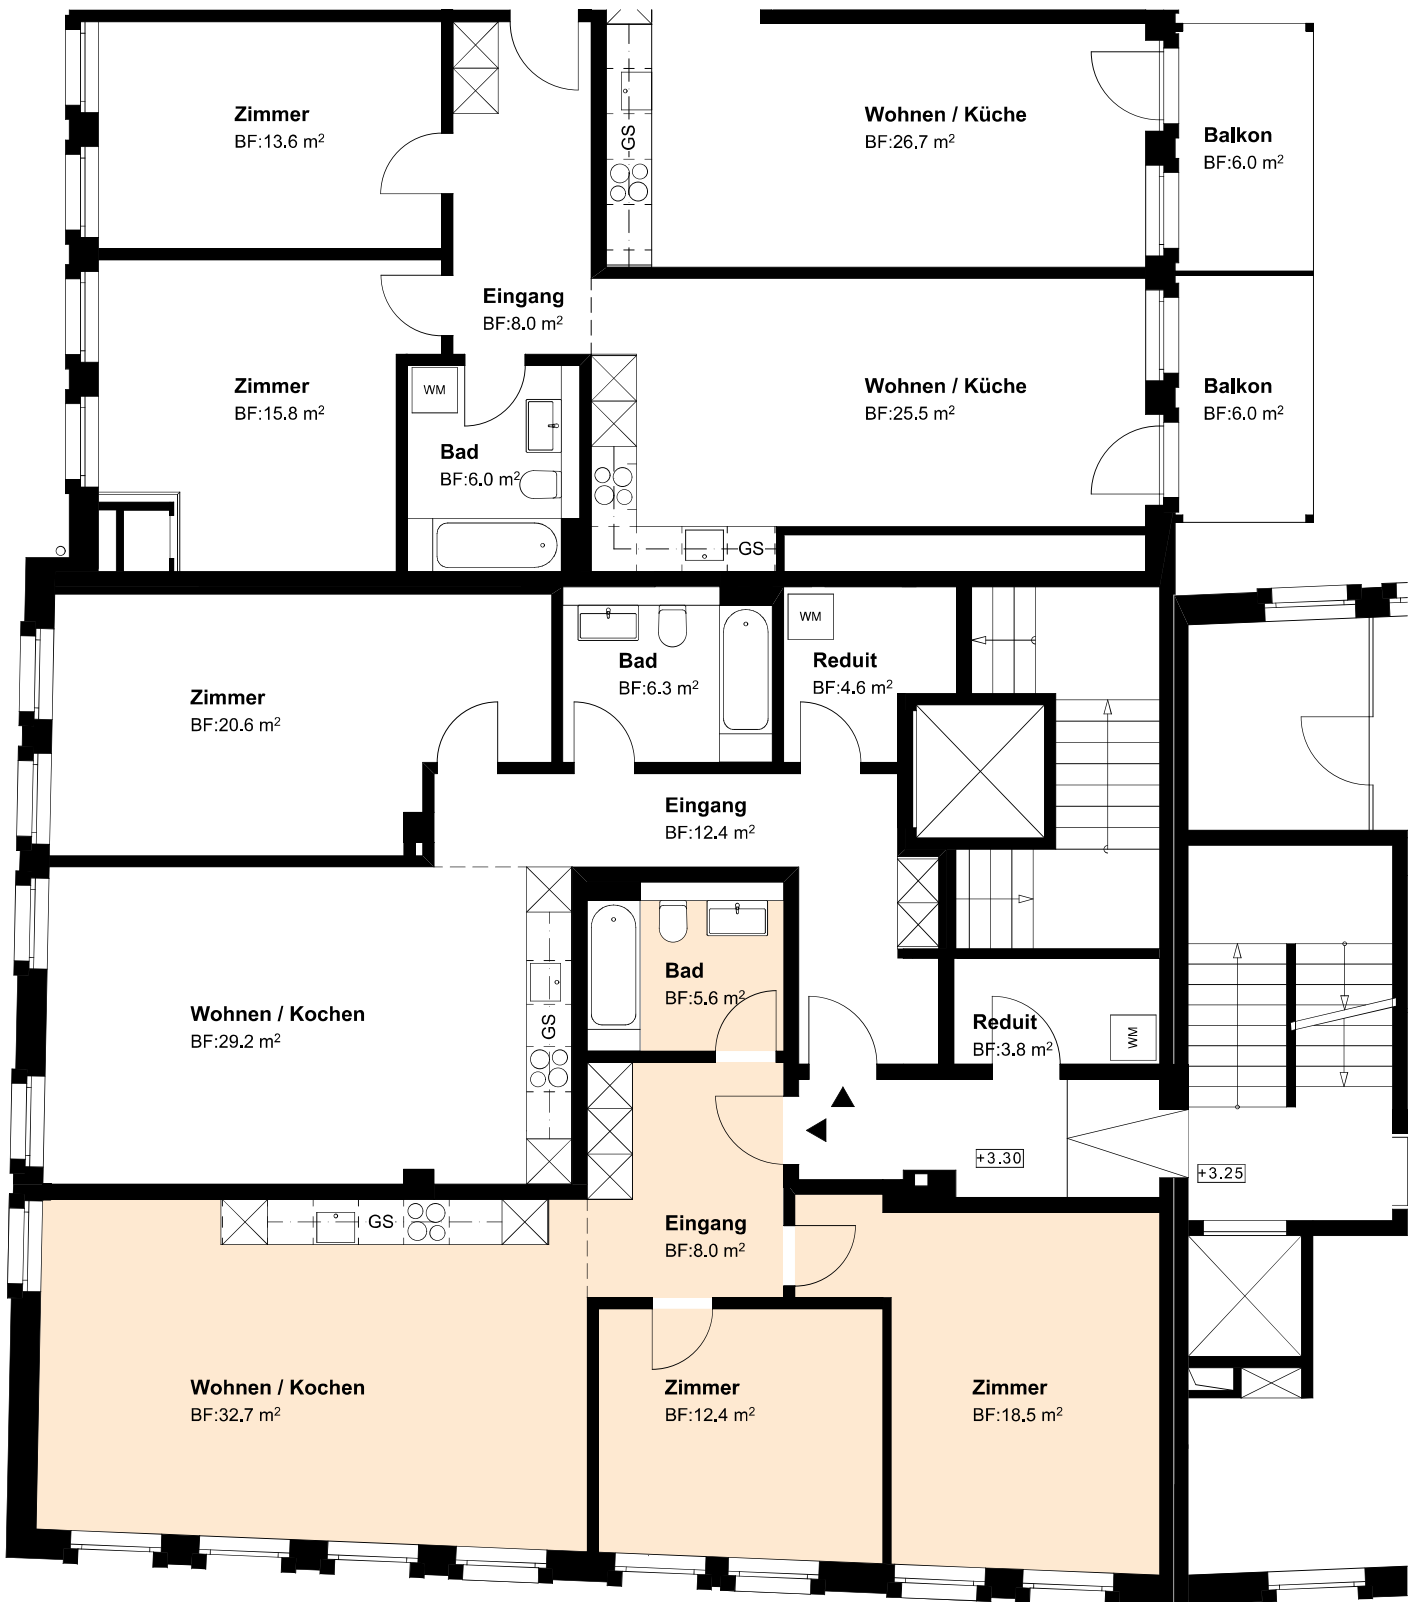 Zimmer
BF:13.6 m²
GS
Wohnen / Küche
BF:26.7 m²
Balkon
BF:6.0 m²
Eingang
BF:8.0 m²
Zimmer
BF:15.8 m²
WM
Bad
BF:6.0 m²
Wohnen / Küche
BF:25.5 m²
GS
Balkon
BF:6.0 m²
Zimmer
BF:20.6 m²
Bad
BF:6.3 m²
WM
Reduit
BF:4.6 m²
Eingang
BF:12.4 m²
Wohnen / Kochen
BF:29.2 m²
GS
Bad
BF:5.6 m²
Reduit
BF:3.8 m²
WM
+3.30
+3.25
GS
Eingang
BF:8.0 m²
Wohnen / Kochen
BF:32.7 m²
Zimmer
BF:12.4 m²
Zimmer
BF:18.5 m²